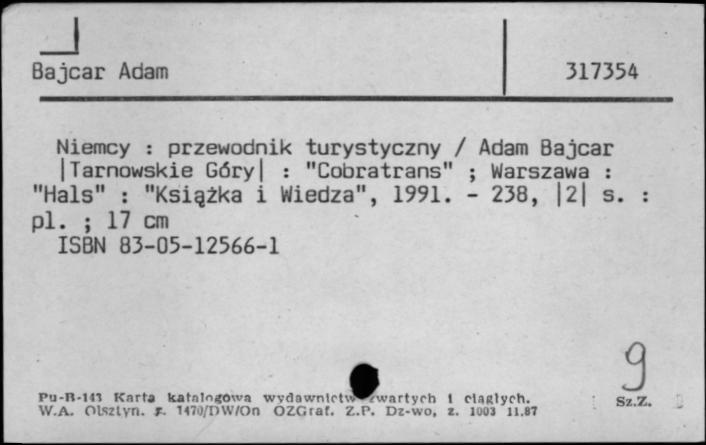 Bajcar Adam
317354
Niemcy : przewodnik turystyczny / Adam Bajcar
|Tarnowskie Góry| : "Cobratrans" ; Warszawa :
"Hals" : "Książka i Wiedza", 1991. - 238, |2| s. :
pl. ; 17 cm
ISBN 83-05-12566-1
9
Pu-B-143 Karta katalogowa wydawnictw zwartych i ciągłych.
Sz.Z.
W.A. Olsztyn. z. 1470/DW/On OZGraf. Z.P. Dz-wo, z. 1003 11.87